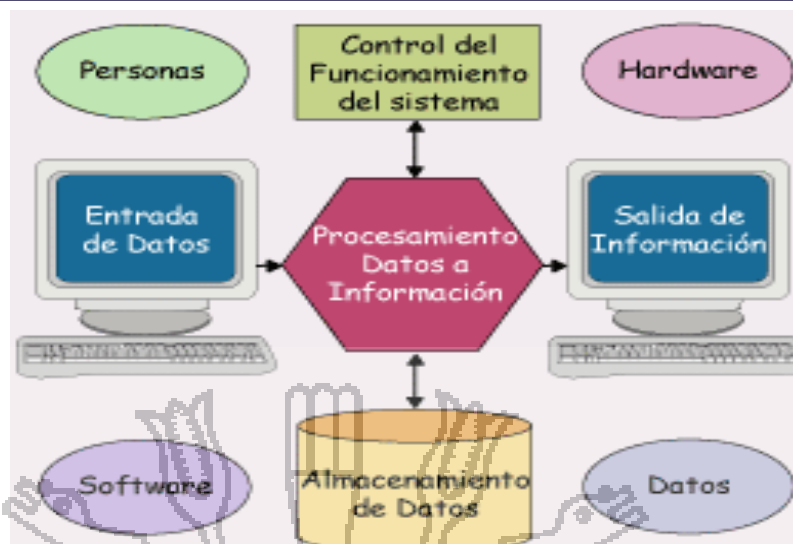 Personas
Control del
Funcionamiento
del sistema
Hardware
Entrada
de Datos
Procesamiento
Datos a
Información
Salida de
Información
Software
Almacenamiento
de Datos
Datos